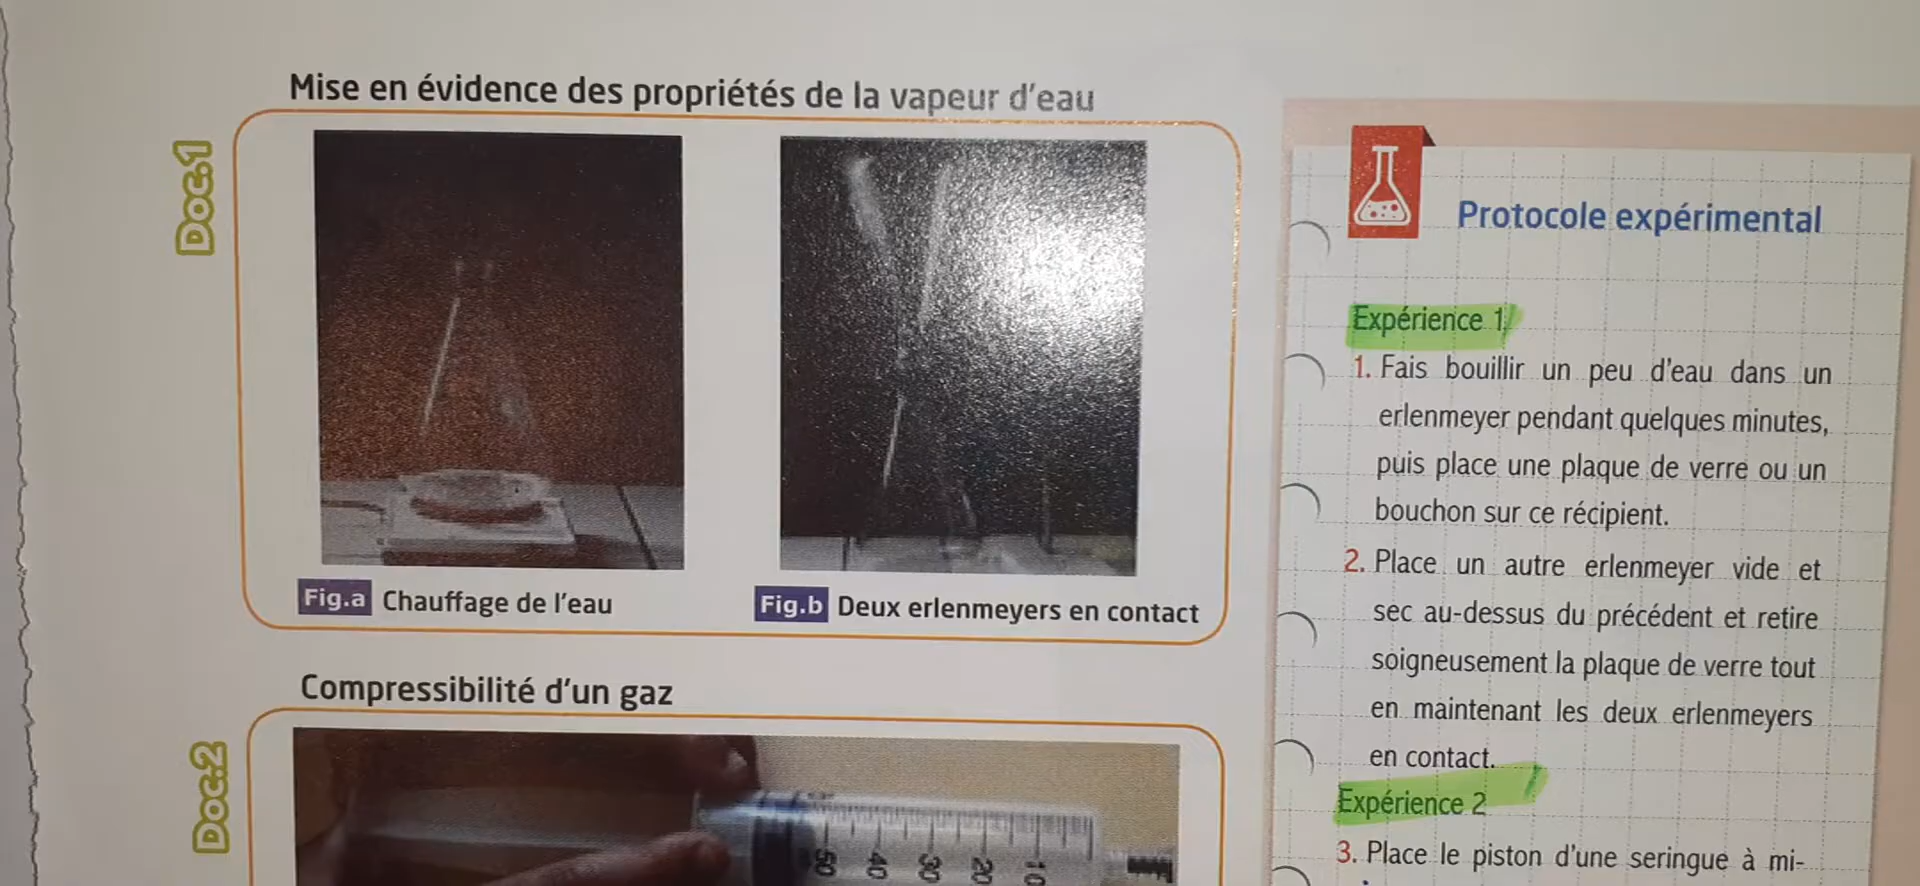 Mise en évidence des propriétés de la vapeur d'eau
Doc.1
Fig.a Chauffage de l'eau
Fig.b Deux erlenmeyers en contact
Compressibilité d'un gaz
Doc.2
50 40 30 20 10
Protocole expérimental
Expérience 1
1. Fais bouillir un peu d'eau dans un
erlenmeyer pendant quelques minutes,
puis place une plaque de verre ou un
bouchon sur ce récipient.
2. Place un autre erlenmeyer vide et
sec au-dessus du précédent et retire
soigneusement la plaque de verre tout
en maintenant les deux erlenmeyers
en contact.
Expérience 2
3. Place le piston d'une seringue à mi-